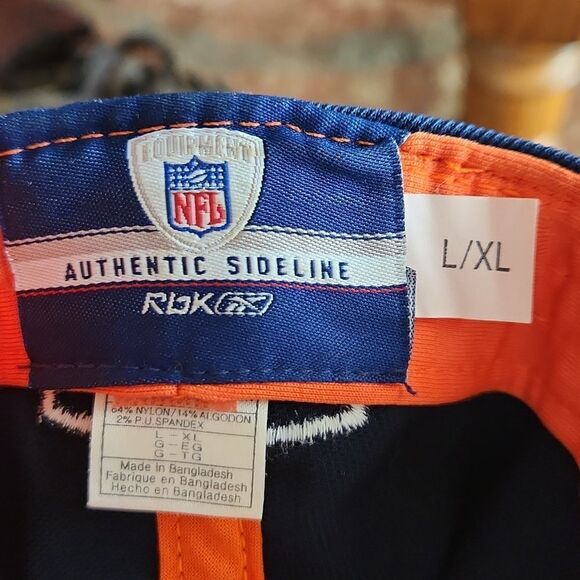 EQUIPMENT
NFL
AUTHENTIC SIDELINE
RBK
L/XL
84% NYLON/14% ALGODON
2% P.U.SPANDEX
L - XL
G - EG
G - TG
Made in Bangladesh
Fabrique en Bangladesh
Hecho en Bangladesh